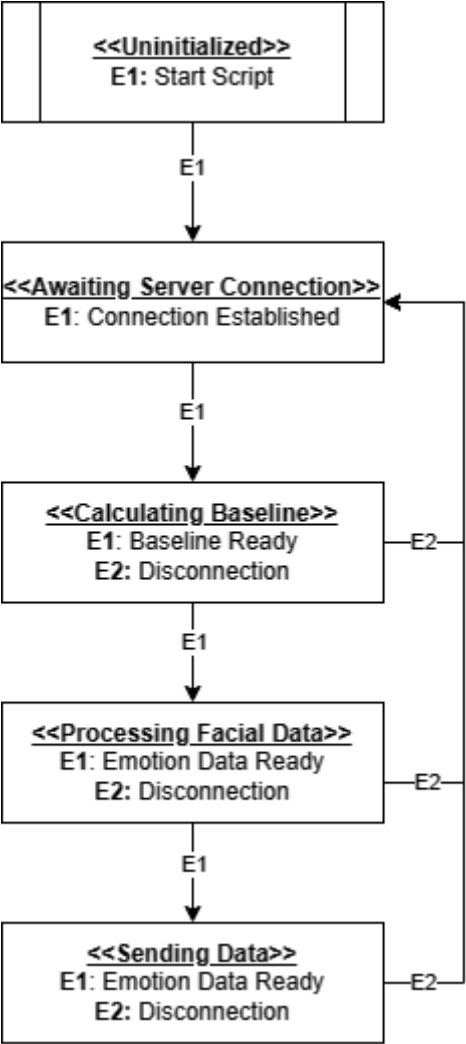 <<Uninitialized>>
E1: Start Script
E1
<<Awaiting Server Connection>>
E1: Connection Established
E1
<<Calculating Baseline>>
E1: Baseline Ready
E2: Disconnection
E2
E1
<<Processing Facial Data>>
E1: Emotion Data Ready
E2: Disconnection
E2
E1
<<Sending Data>>
E1: Emotion Data Ready
E2: Disconnection
E2